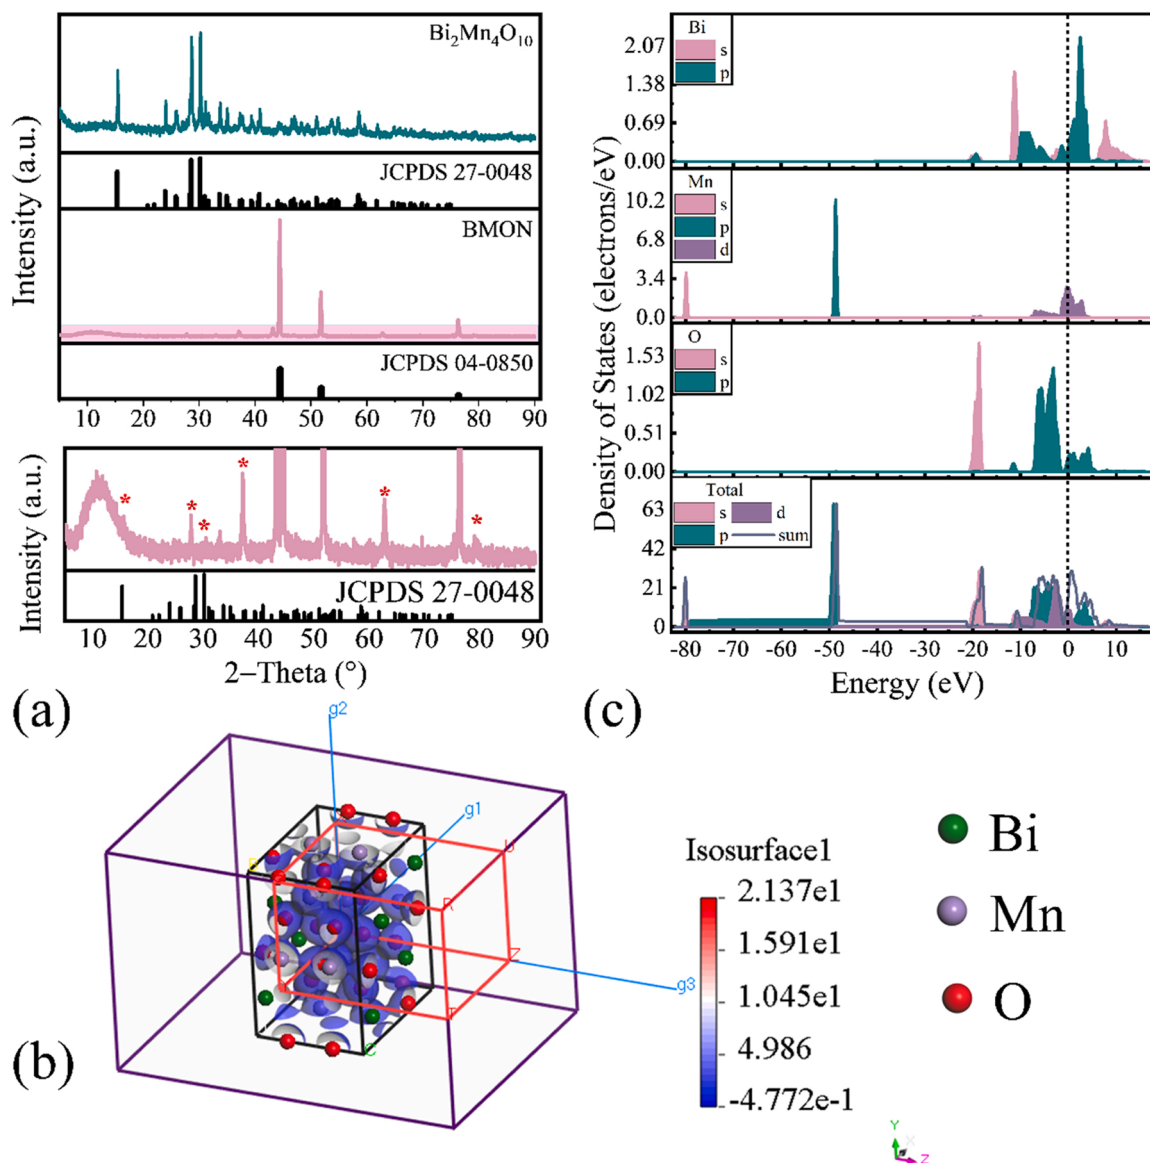 Bi₂Mn₄O₁₀
JCPDS 27-0048
BMON
JCPDS 04-0850
Intensity (a.u.)
10 20 30 40 50 60 70 80 90
* * * * * *
JCPDS 27-0048
Intensity (a.u.)
10 20 30 40 50 60 70 80 90
2−Theta (°)
(a)
Bi
s
p
2.07
1.38
0.69
0.00
Mn
s
p
d
10.2
6.8
3.4
0.0
O
s
p
1.53
1.02
0.51
0.00
Total
s d
p sum
63
42
21
0
Density of States (electrons/eV)
-80 -70 -60 -50 -40 -30 -20 -10 0 10
Energy (eV)
(c)
g2
g1
U
R
Z
g3
T
C
(b)
Isosurface1
2.137e1
1.591e1
1.045e1
4.986
-4.772e-1
Bi
Mn
O
Y
X
Z